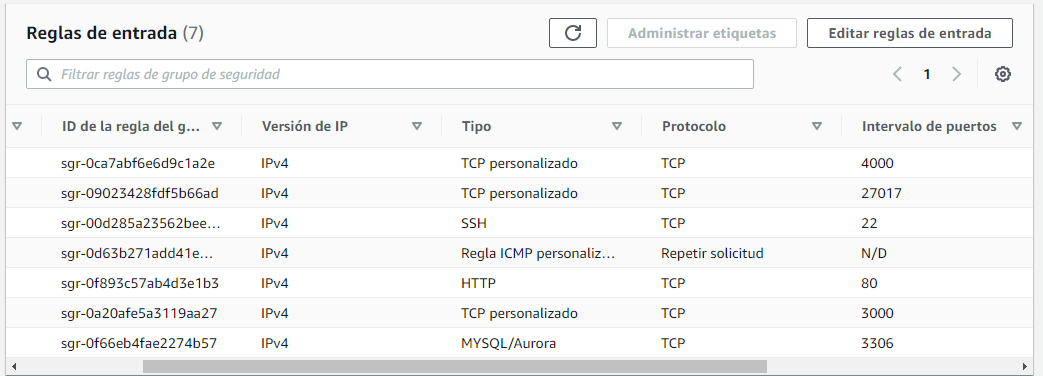 Reglas de entrada (7)
Administrar etiquetas
Editar reglas de entrada
Filtrar reglas de grupo de seguridad
1
ID de la regla del g... Versión de IP Tipo Protocolo Intervalo de puertos
sgr-0ca7abf6e6d9c1a2e IPv4 TCP personalizado TCP 4000
sgr-09023428fdf5b66ad IPv4 TCP personalizado TCP 27017
sgr-00d285a23562bee... IPv4 SSH TCP 22
sgr-0d63b271add41e... IPv4 Regla ICMP personaliz... Repetir solicitud N/D
sgr-0f893c57ab4d3e1b3 IPv4 HTTP TCP 80
sgr-0a20afe5a3119aa27 IPv4 TCP personalizado TCP 3000
sgr-0f66eb4fae2274b57 IPv4 MYSQL/Aurora TCP 3306